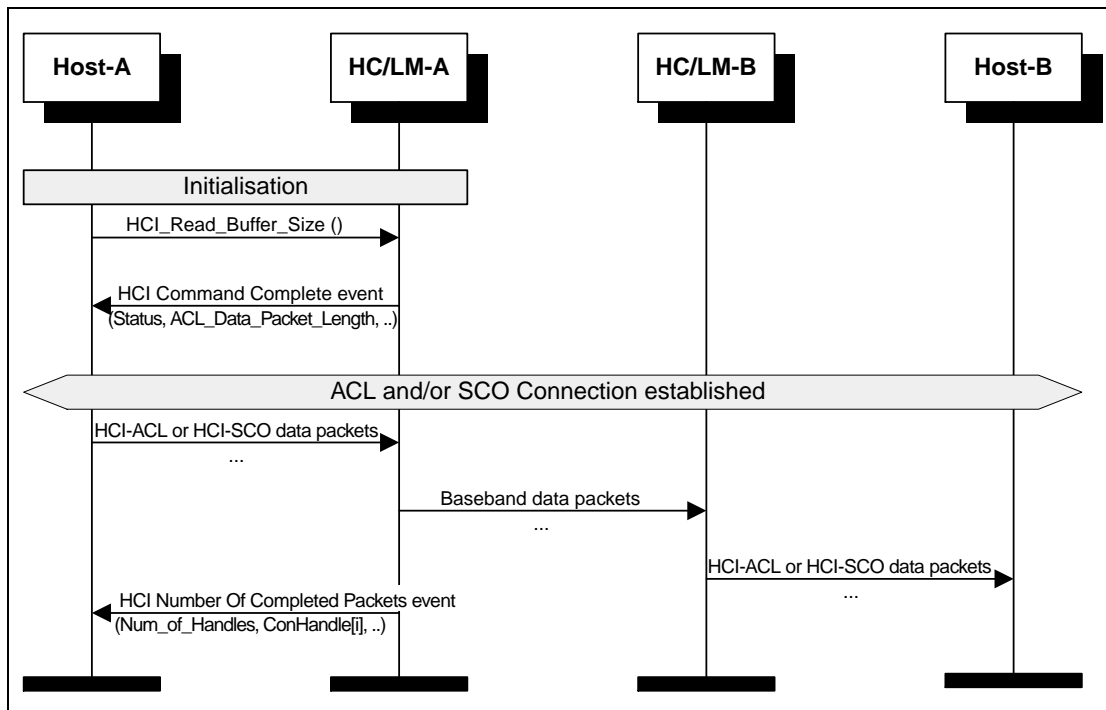 Host-A
HC/LM-A
HC/LM-B
Host-B
Initialisation
HCI_Read_Buffer_Size ()
HCI Command Complete event
(Status, ACL_Data_Packet_Length, ..)
ACL and/or SCO Connection established
HCI-ACL or HCI-SCO data packets
...
Baseband data packets
...
HCI-ACL or HCI-SCO data packets
...
HCI Number Of Completed Packets event
(Num_of_Handles, ConHandle[i], ..)